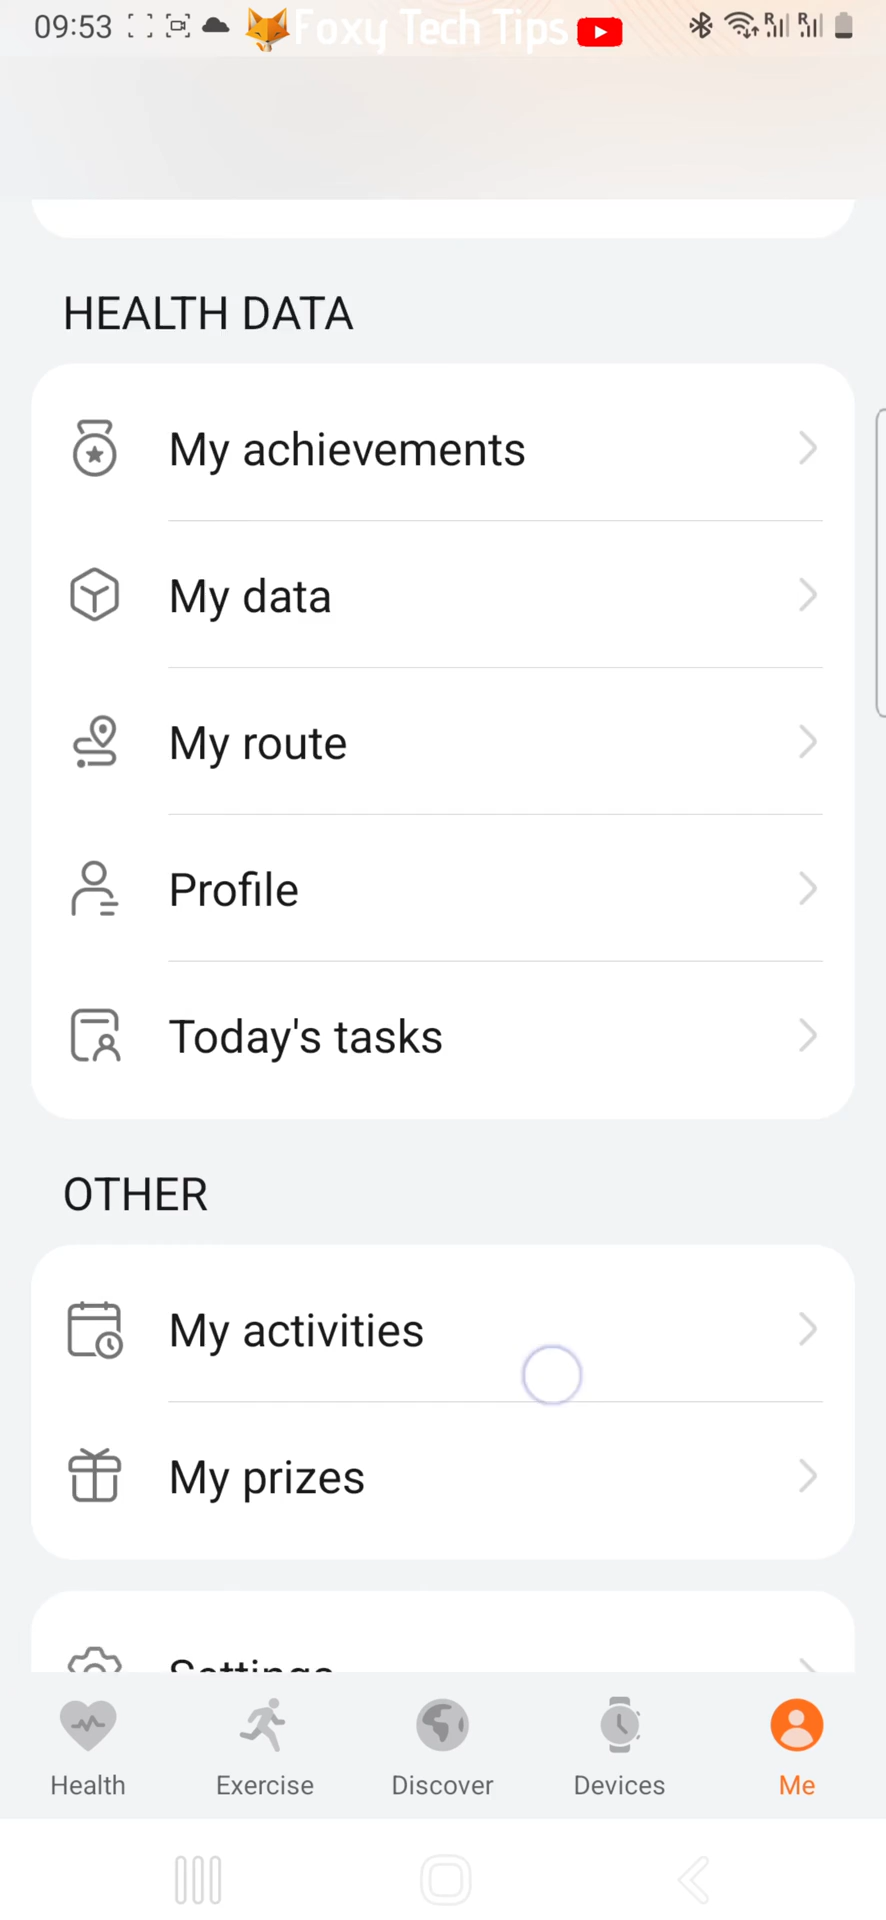 09:53 Foxy Tech Tips
HEALTH DATA
My achievements
My data
My route
Profile
Today's tasks
OTHER
My activities
My prizes
Settings
Health Exercise Discover Devices Me